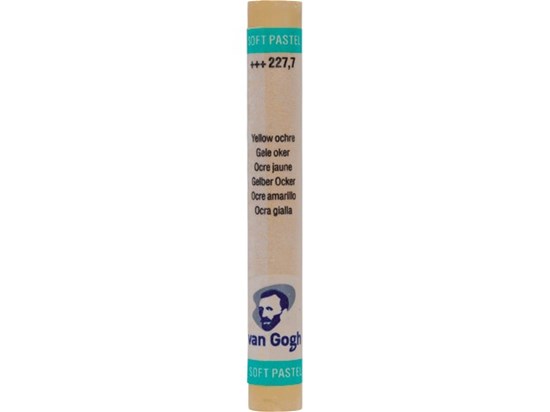 SOFT PASTEL
+++ 227,7
Yellow ochre
Gele oker
Ocre jaune
Gelber Ocker
Ocre amarillo
Ocra gialla
van Gogh
SOFT PASTEL